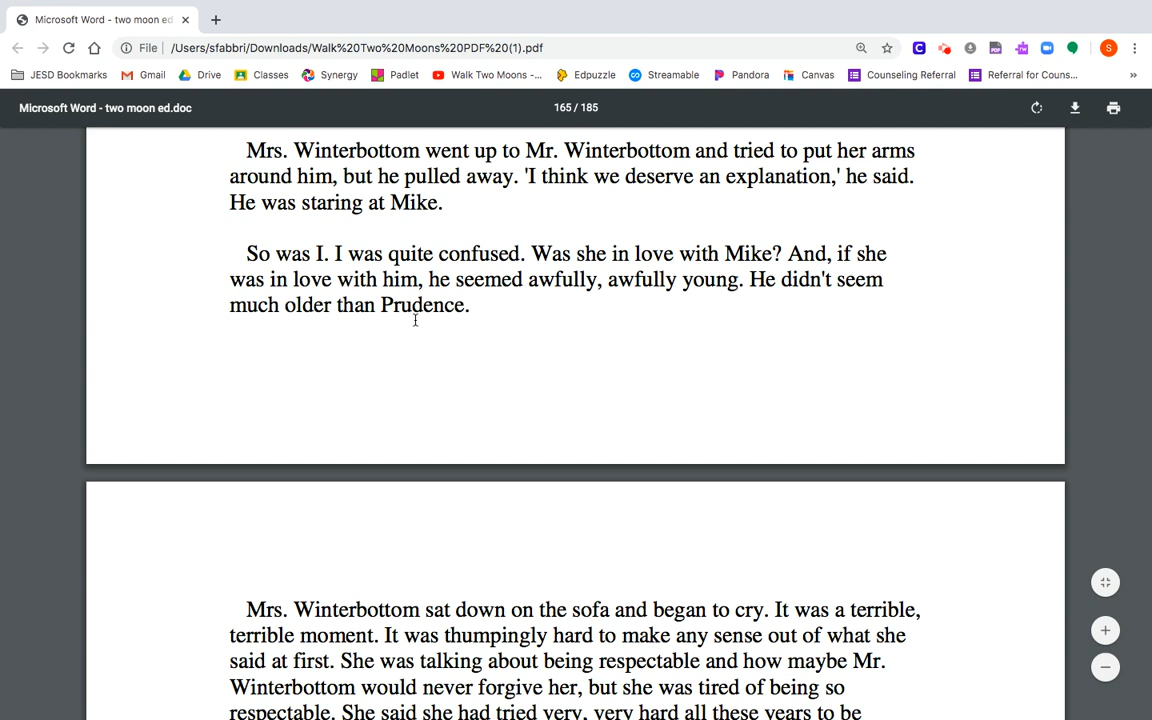 Microsoft Word - two moon ed
File | /Users/sfabbri/Downloads/Walk%20Two%20Moons%20PDF%20(1).pdf
JESD Bookmarks Gmail Drive Classes Synergy Padlet Walk Two Moons -... Edpuzzle Streamable Pandora Canvas Counseling Referral Referral for Couns... »
Microsoft Word - two moon ed.doc 165 / 185
Mrs. Winterbottom went up to Mr. Winterbottom and tried to put her arms
around him, but he pulled away. 'I think we deserve an explanation,' he said.
He was staring at Mike.
So was I. I was quite confused. Was she in love with Mike? And, if she
was in love with him, he seemed awfully, awfully young. He didn't seem
much older than Prudence.
Mrs. Winterbottom sat down on the sofa and began to cry. It was a terrible,
terrible moment. It was thumpingly hard to make any sense out of what she
said at first. She was talking about being respectable and how maybe Mr.
Winterbottom would never forgive her, but she was tired of being so
respectable. She said she had tried very, very hard all these years to be